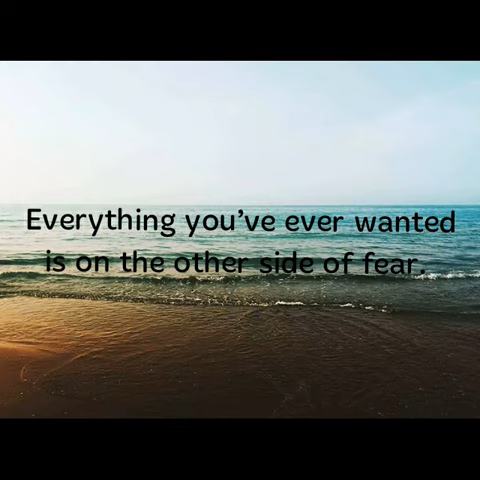 Everything you’ve ever wanted
is on the other side of fear.